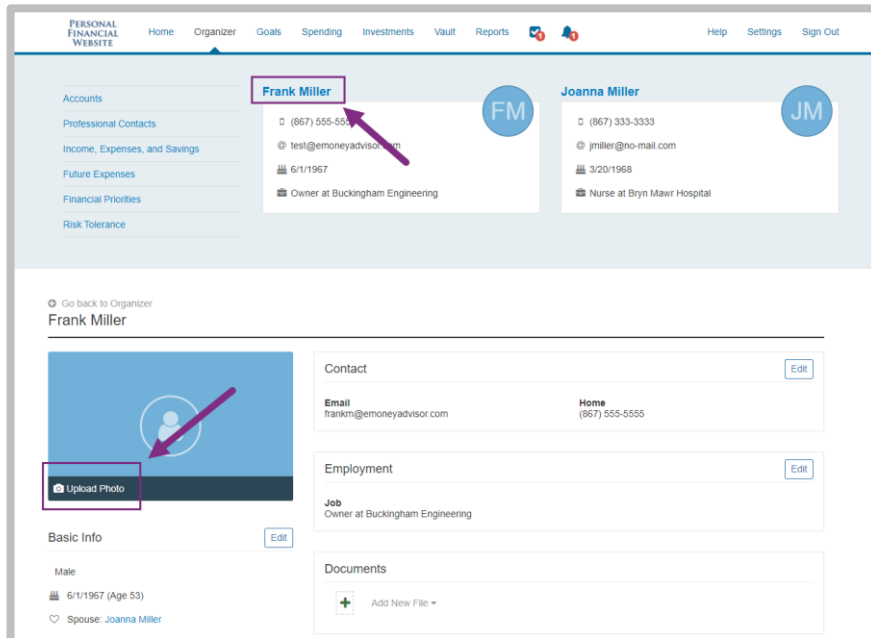 PERSONAL
FINANCIAL
WEBSITE
Home Organizer Goals Spending Investments Vault Reports 1 1 Help Settings Sign Out
Accounts
Professional Contacts
Income, Expenses, and Savings
Future Expenses
Financial Priorities
Risk Tolerance
Frank Miller
FM
(867) 555-555
@ test@emoneyadvisor.com
6/1/1967
Owner at Buckingham Engineering
Joanna Miller
JM
(867) 333-3333
@ jmiller@no-mail.com
3/20/1968
Nurse at Bryn Mawr Hospital
Go back to Organizer
Frank Miller
Upload Photo
Basic Info Edit
Male
6/1/1967 (Age 53)
Spouse: Joanna Miller
Contact Edit
Email Home
frankm@emoneyadvisor.com (867) 555-5555
Employment Edit
Job
Owner at Buckingham Engineering
Documents
Add New File